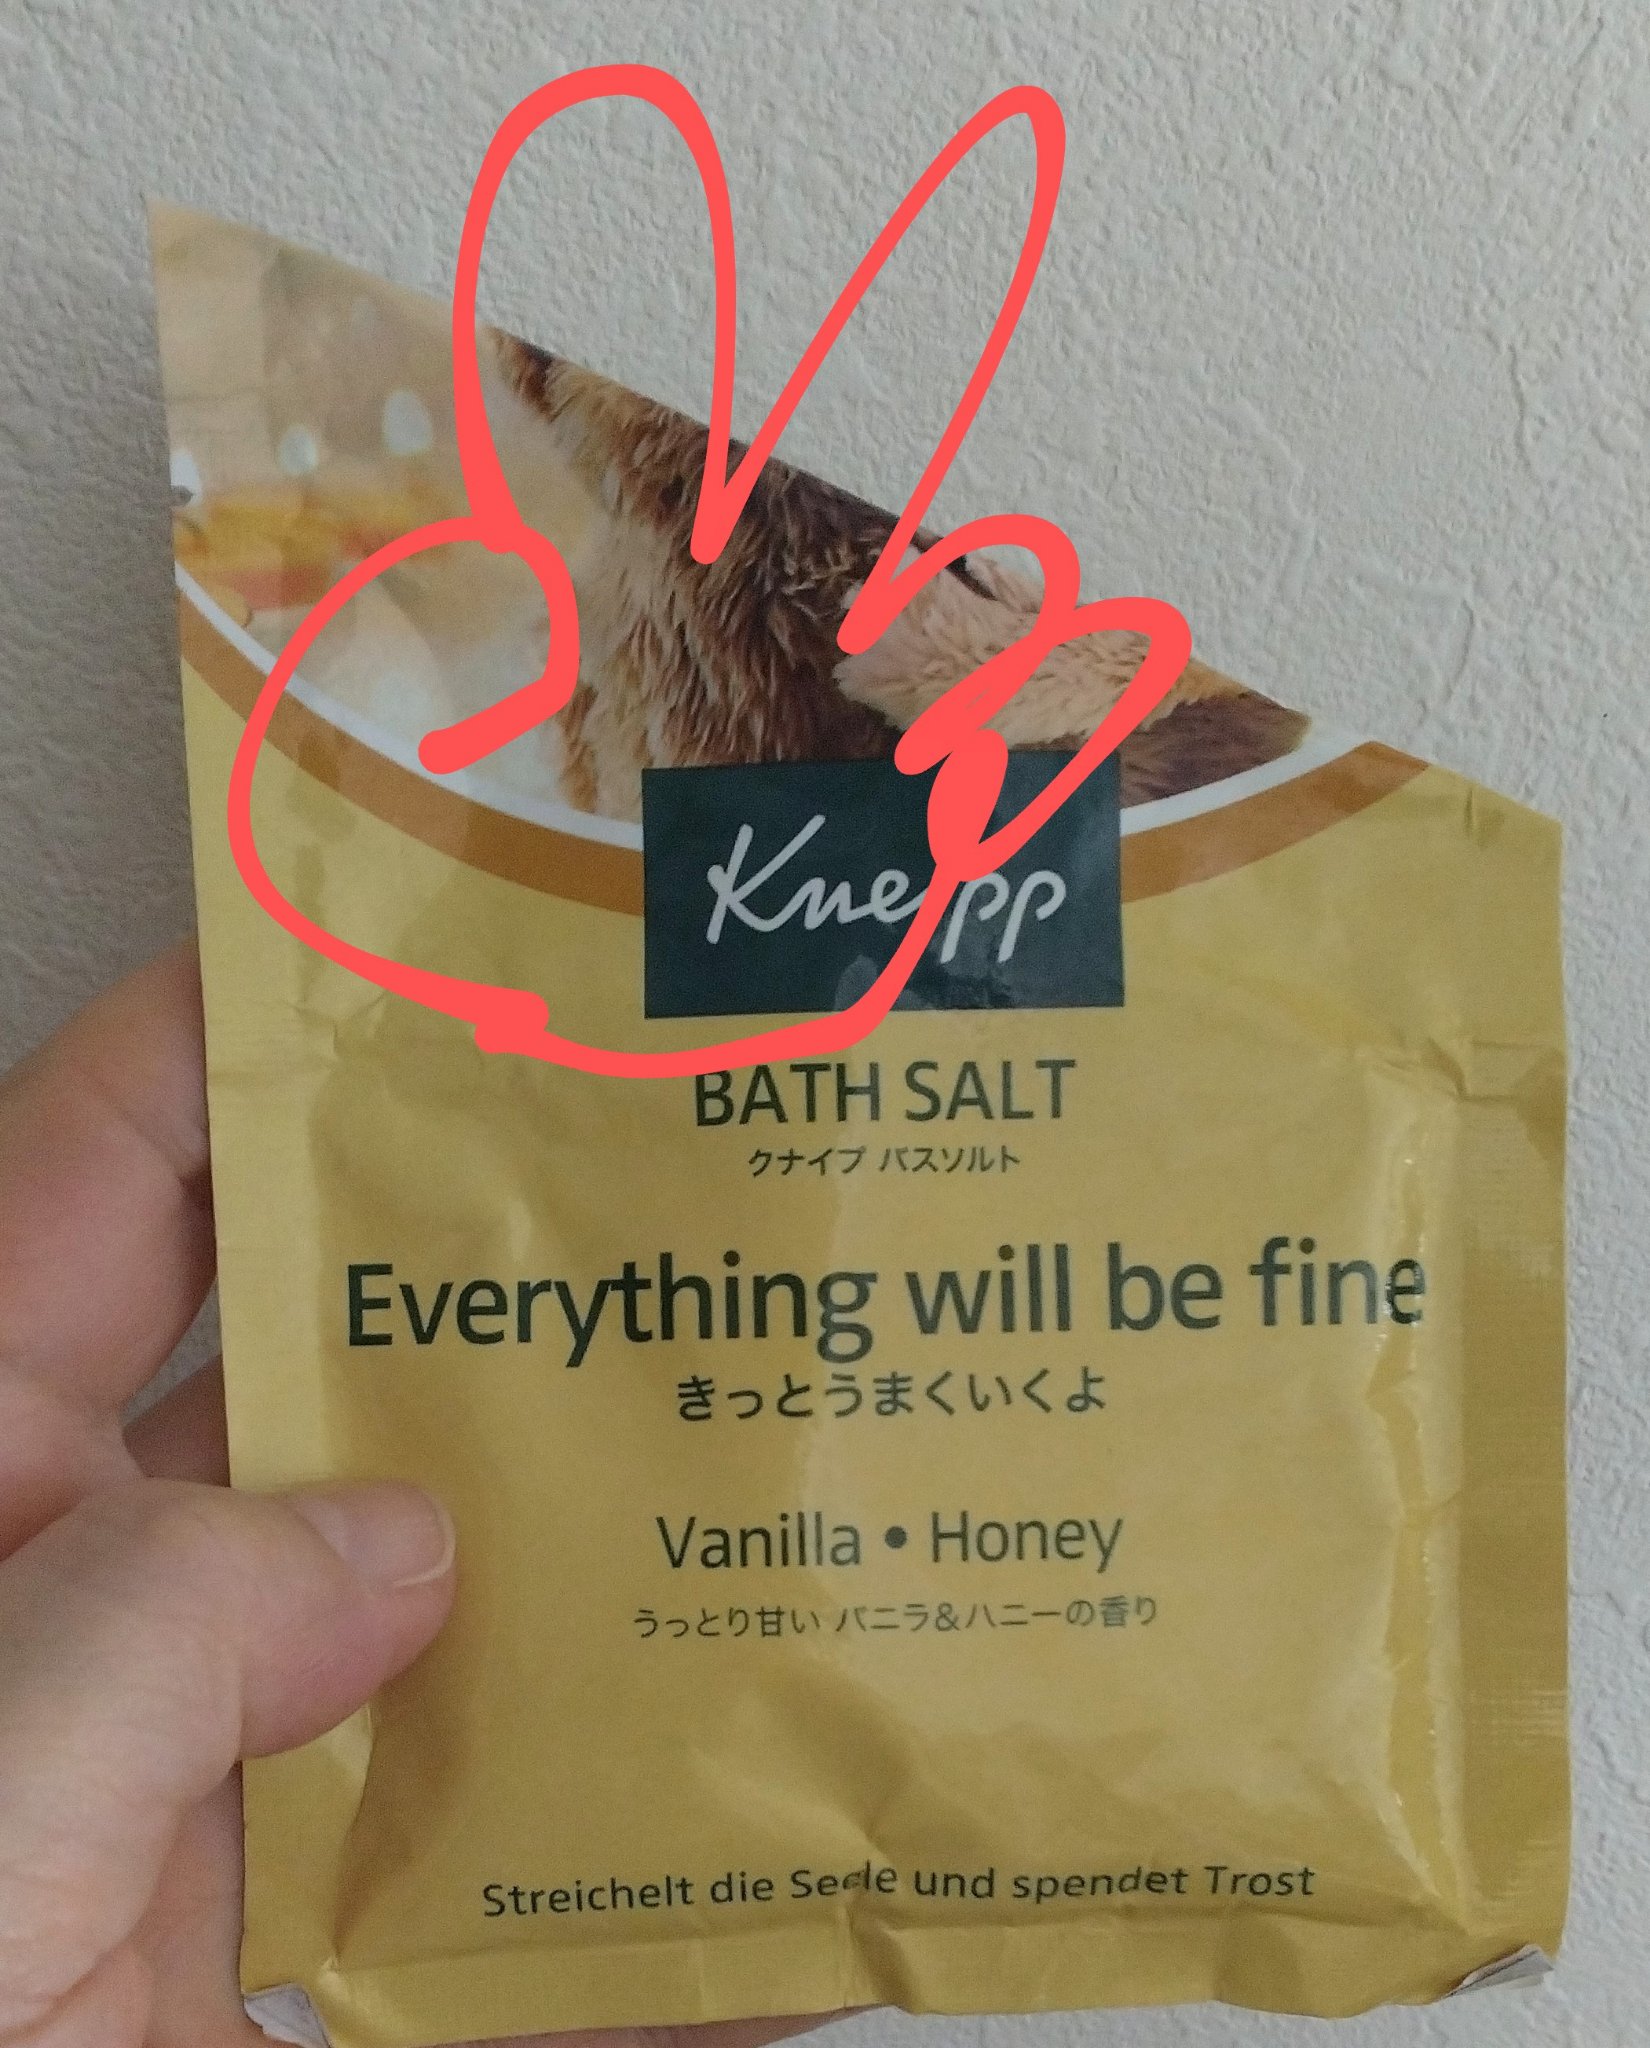 Kneipp
BATH SALT
クナイプ バスソルト
Everything will be fine
きっとうまくいくよ
Vanilla • Honey
うっとり甘い バニラ&ハニーの香り
Streichelt die Seele und spendet Trost